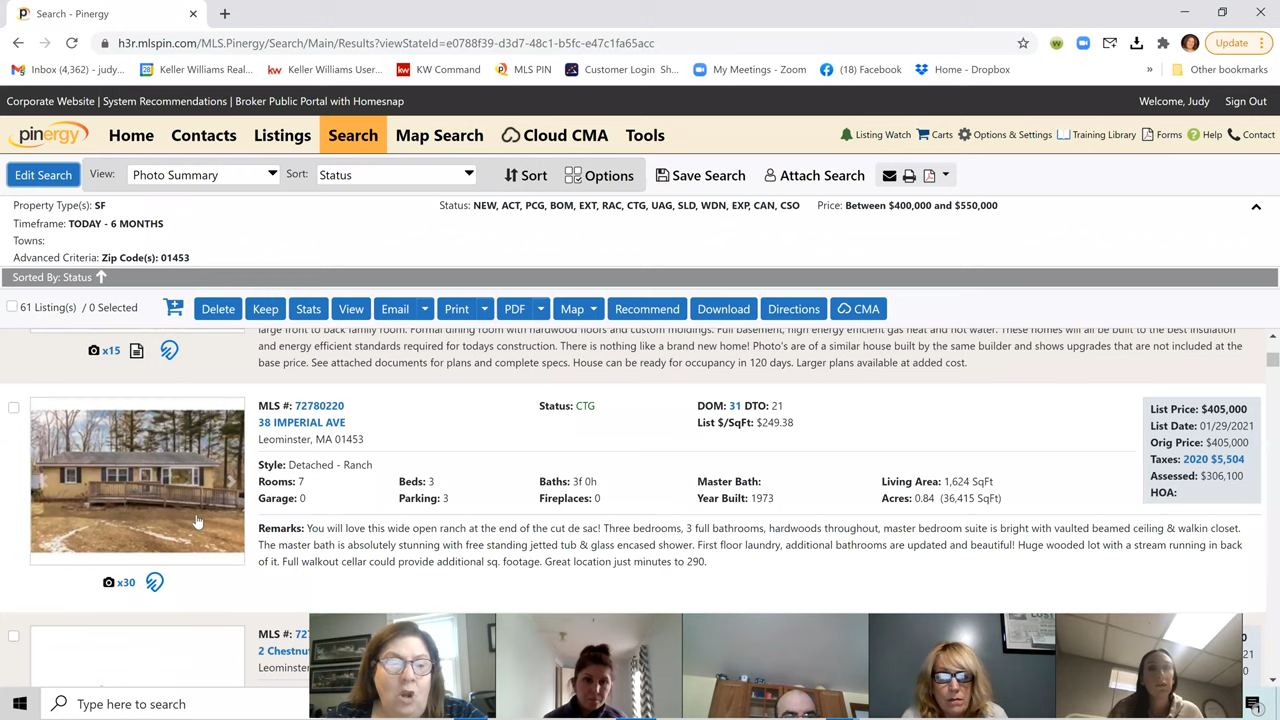 Search - Pinergy
h3r.mlspin.com/MLS.Pinergy/Search/Main/Results?viewStateId=e0788f39-d3d7-48c1-b5fc-e47c1fa65acc
Update
Inbox (4,362) - judy... Keller Williams Real... Keller Williams User... KW Command MLS PIN Customer Login Sh... My Meetings - Zoom (18) Facebook Home - Dropbox » Other bookmarks
Corporate Website | System Recommendations | Broker Public Portal with Homesnap Welcome, Judy Sign Out
pinergy Home Contacts Listings Search Map Search Cloud CMA Tools Listing Watch Carts Options & Settings Training Library Forms Help Contact
Edit Search View: Photo Summary Sort: Status Sort Options Save Search Attach Search
Property Type(s): SF Status: NEW, ACT, PCG, BOM, EXT, RAC, CTG, UAG, SLD, WDN, EXP, CAN, CSO Price: Between $400,000 and $550,000
Timeframe: TODAY - 6 MONTHS
Towns:
Advanced Criteria: Zip Code(s): 01453
Sorted By: Status
61 Listing(s) / 0 Selected Delete Keep Stats View Email Print PDF Map Recommend Download Directions CMA
large front to back family room. Formal dining room with hardwood floors and custom moldings. Full basement, high energy efficient gas heat and hot water. These homes will all be built to the best insulation
x15 and energy efficient standards required for todays construction. There is nothing like a brand new home! Photo's are of a similar house built by the same builder and shows upgrades that are not included at the
base price. See attached documents for plans and complete specs. House can be ready for occupancy in 120 days. Larger plans available at added cost.
MLS #: 72780220 Status: CTG DOM: 31 DTO: 21 List Price: $405,000
38 IMPERIAL AVE List $/SqFt: $249.38 List Date: 01/29/2021
Leominster, MA 01453 Orig Price: $405,000
Taxes: 2020 $5,504
Style: Detached - Ranch Assessed: $306,100
Rooms: 7 Beds: 3 Baths: 3f 0h Master Bath: Living Area: 1,624 SqFt HOA:
Garage: 0 Parking: 3 Fireplaces: 0 Year Built: 1973 Acres: 0.84 (36,415 SqFt)
Remarks: You will love this wide open ranch at the end of the cut de sac! Three bedrooms, 3 full bathrooms, hardwoods throughout, master bedroom suite is bright with vaulted beamed ceiling & walkin closet.
The master bath is absolutely stunning with free standing jetted tub & glass encased shower. First floor laundry, additional bathrooms are updated and beautiful! Huge wooded lot with a stream running in back
of it. Full walkout cellar could provide additional sq. footage. Great location just minutes to 290.
x30
MLS #: 72
2 Chestnu
Leominste
Type here to search